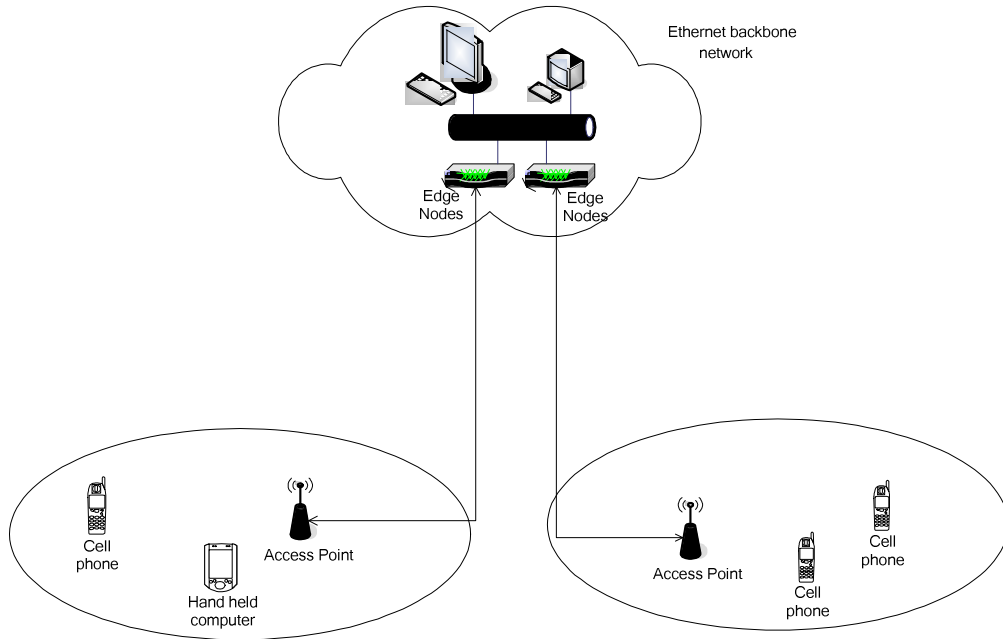 Ethernet backbone
network
Edge
Nodes
Edge
Nodes
Cell
phone
Access Point
Hand held
computer
Access Point
Cell
phone
Cell
phone